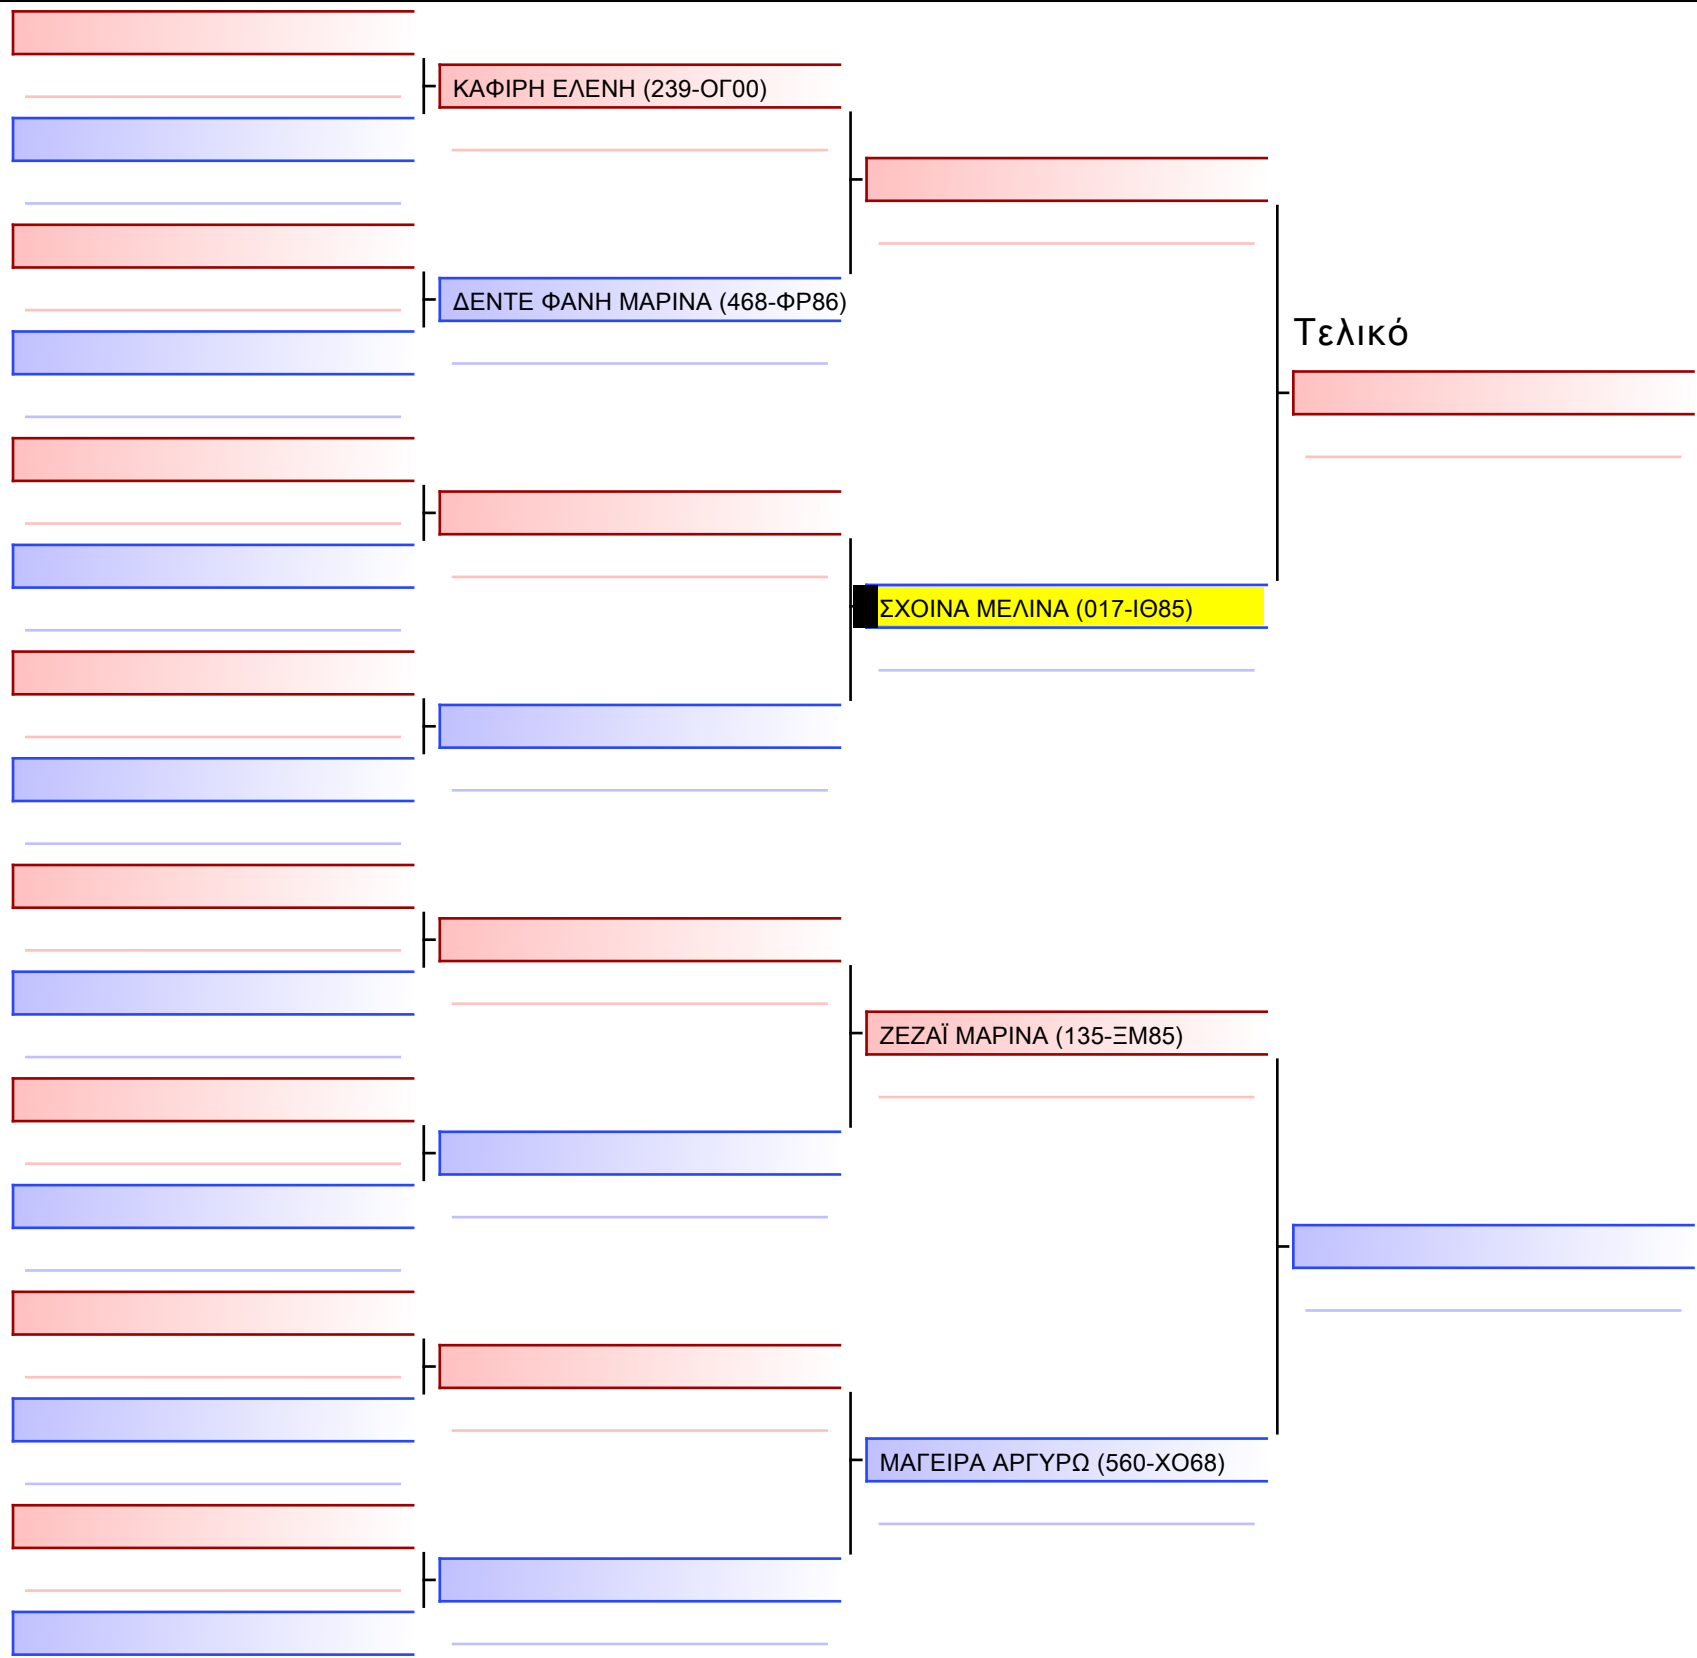 ΚΑΦΙΡΗ ΕΛΕΝΗ (239-ΟΓ00)
ΔΕΝΤΕ ΦΑΝΗ ΜΑΡΙΝΑ (468-ΦΡ86)
Τελικό
ΣΧΟΙΝΑ ΜΕΛΙΝΑ (017-ΙΘ85)
ΖΕΖΑΪ ΜΑΡΙΝΑ (135-ΞΜ85)
ΜΑΓΕΙΡΑ ΑΡΓΥΡΩ (560-ΧΟ68)